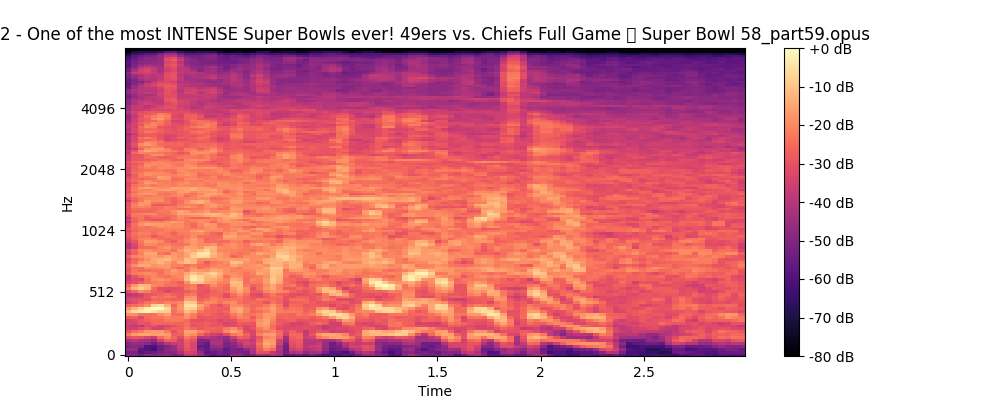 2 - One of the most INTENSE Super Bowls ever! 49ers vs. Chiefs Full Game ▯ Super Bowl 58_part59.opus
+0 dB
-10 dB
-20 dB
-30 dB
-40 dB
-50 dB
-60 dB
-70 dB
-80 dB
4096
2048
1024
512
0
Hz
0 0.5 1 1.5 2 2.5
Time